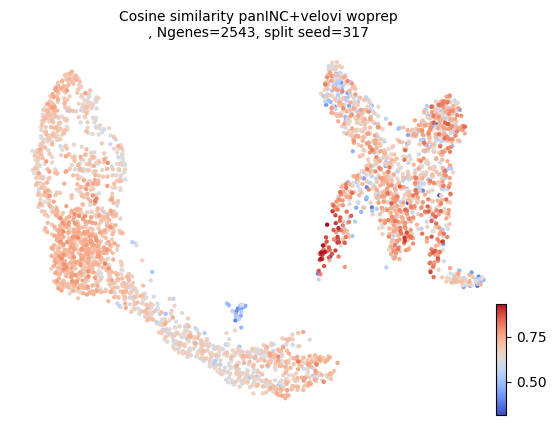 Cosine similarity panINC+velovi woprep
, Ngenes=2543, split seed=317
0.75
0.50